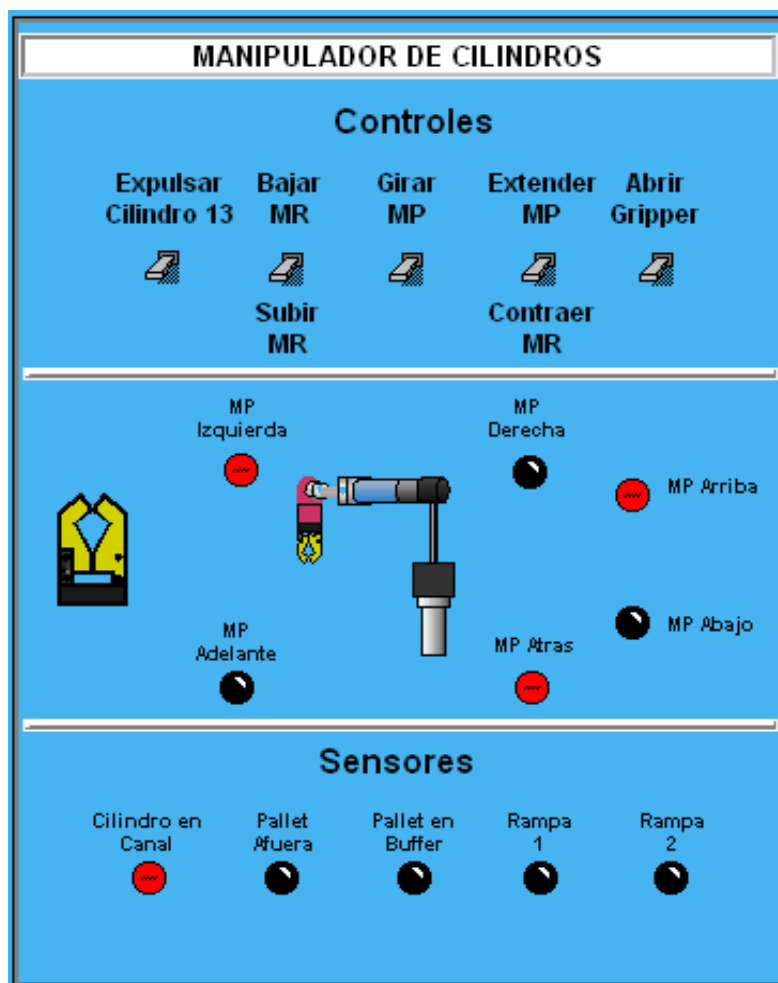 MANIPULADOR DE CILINDROS
Controles
Expulsar Bajar Girar Extender Abrir
Cilindro 13 MR MP MP Gripper
Subir Contraer
MR MR
MP MP
Izquierda Derecha
MP Arriba
MP Abajo
MP MP Atras
Adelante
Sensores
Cilindro en Pallet Pallet en Rampa Rampa
Canal Afuera Buffer 1 2